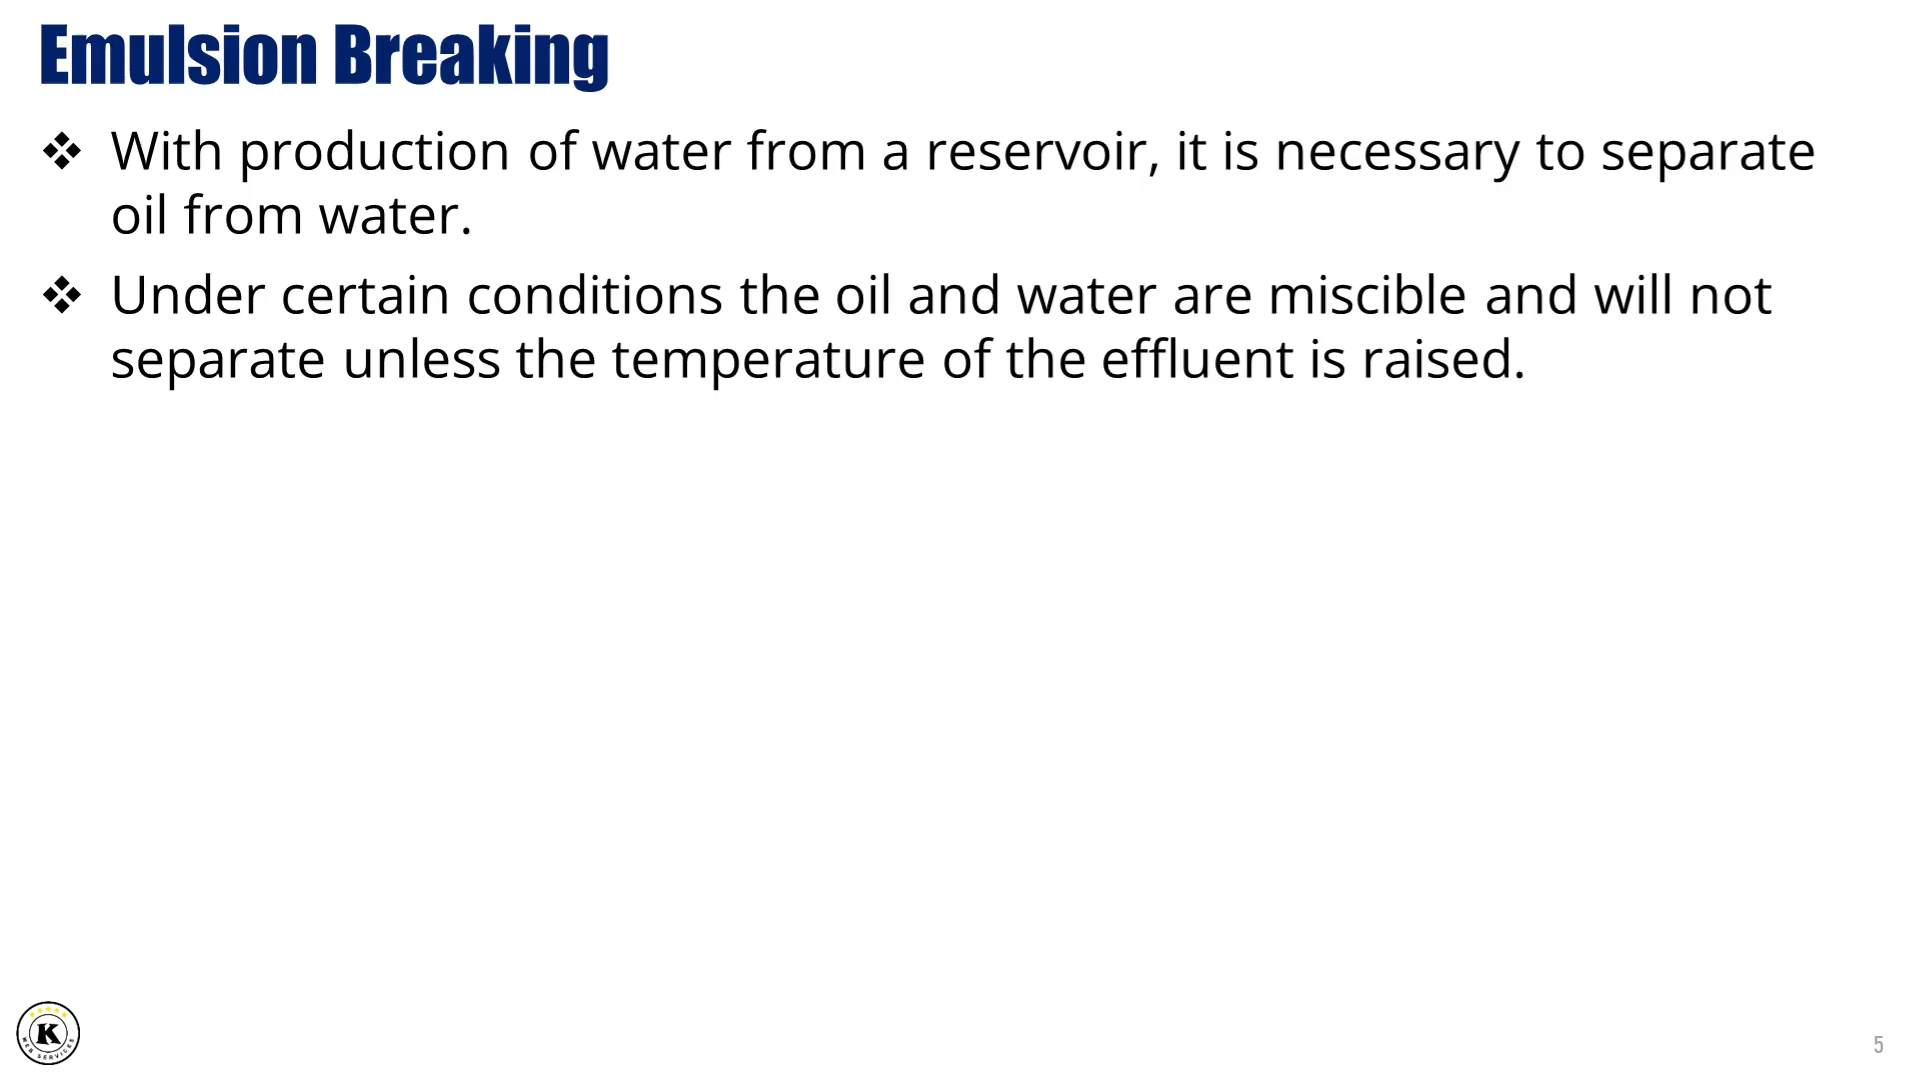 Emulsion Breaking
❖ With production of water from a reservoir, it is necessary to separate
oil from water.
❖ Under certain conditions the oil and water are miscible and will not
separate unless the temperature of the effluent is raised.
K
WEB SERVICES
5